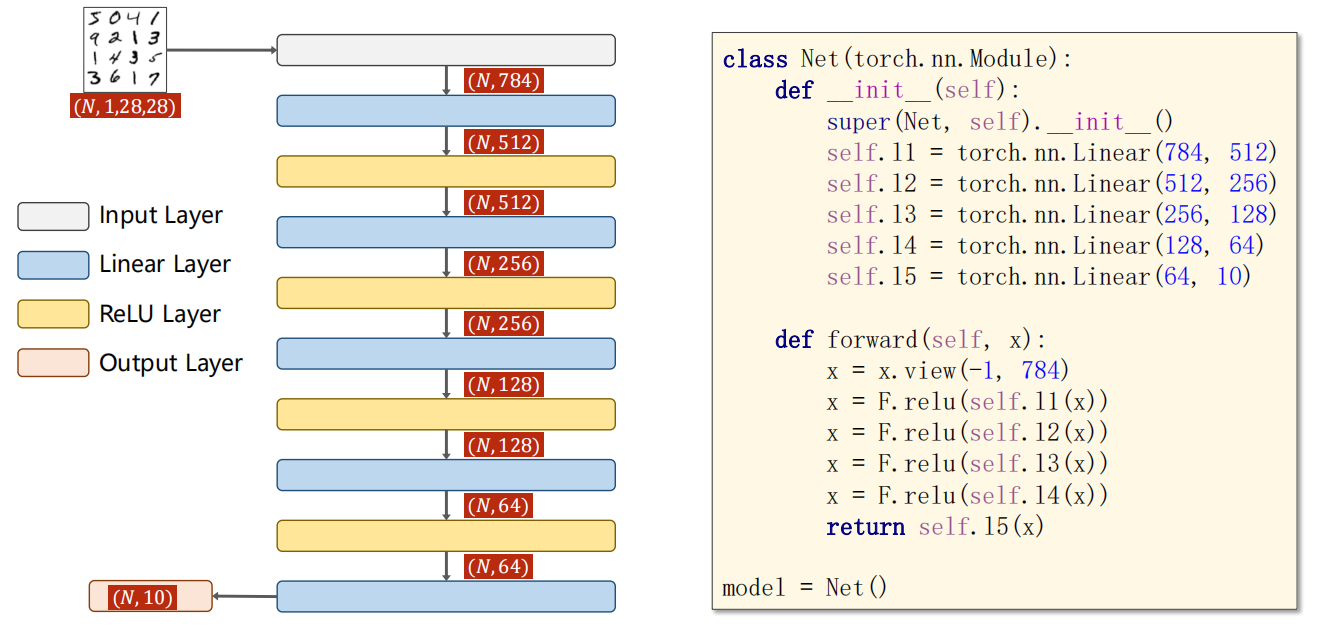 5 0 4 1
9 2 1 3
1 4 3 5
3 6 1 7
(N, 1,28,28)
(N, 784)
(N, 512)
(N, 512)
(N, 256)
(N, 256)
(N, 128)
(N, 128)
(N, 64)
(N, 64)
(N, 10)
Input Layer
Linear Layer
ReLU Layer
Output Layer
class Net(torch.nn.Module):
    def __init__(self):
        super(Net, self).__init__()
        self.l1 = torch.nn.Linear(784, 512)
        self.l2 = torch.nn.Linear(512, 256)
        self.l3 = torch.nn.Linear(256, 128)
        self.l4 = torch.nn.Linear(128, 64)
        self.l5 = torch.nn.Linear(64, 10)
    def forward(self, x):
        x = x.view(-1, 784)
        x = F.relu(self.l1(x))
        x = F.relu(self.l2(x))
        x = F.relu(self.l3(x))
        x = F.relu(self.l4(x))
        return self.l5(x)
model = Net()